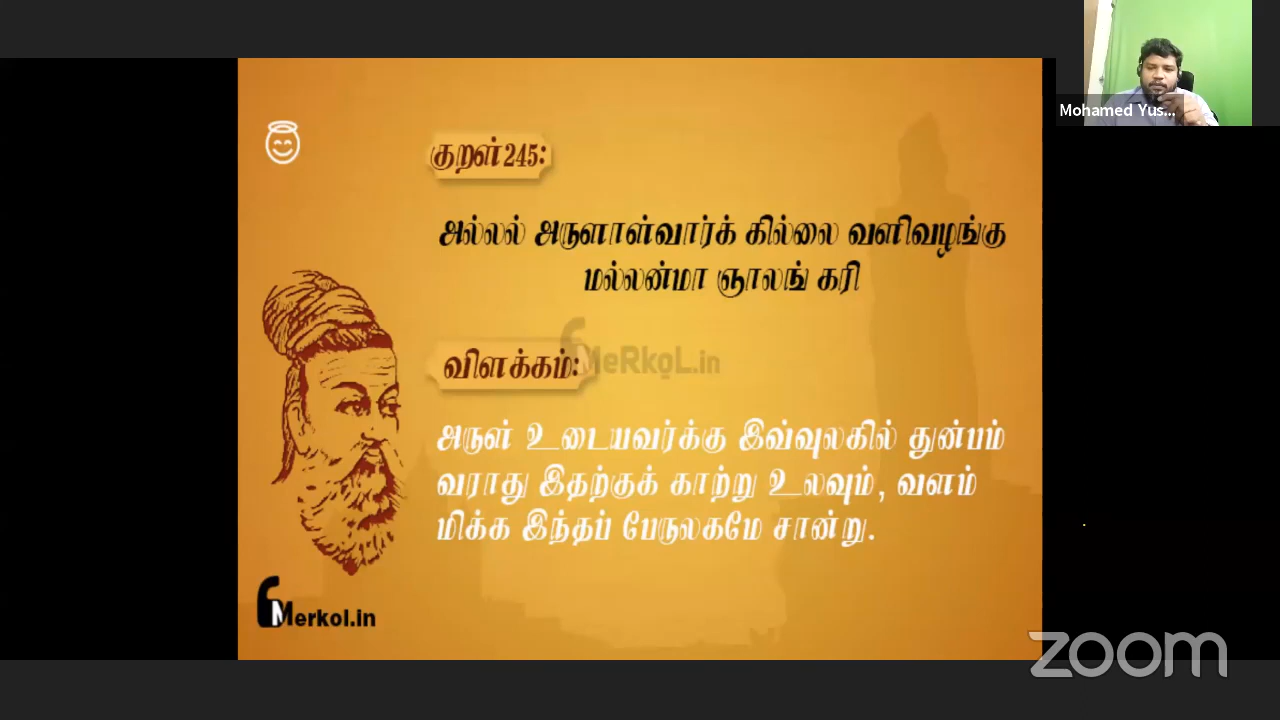 Mohamed Yus...
குறள் 245:
அல்லல் அருளாள்வார்க் கில்லை வளிவழங்கு
மல்லன்மா ஞாலங் கரி
MeRkoL.in
விளக்கம்:
அருள் உடையவர்க்கு இவ்வுலகில் துன்பம்
வராது இதற்குக் காற்று உலவும், வளம்
மிக்க இந்தப் பேருலகமே சான்று.
Merkol.in
zoom